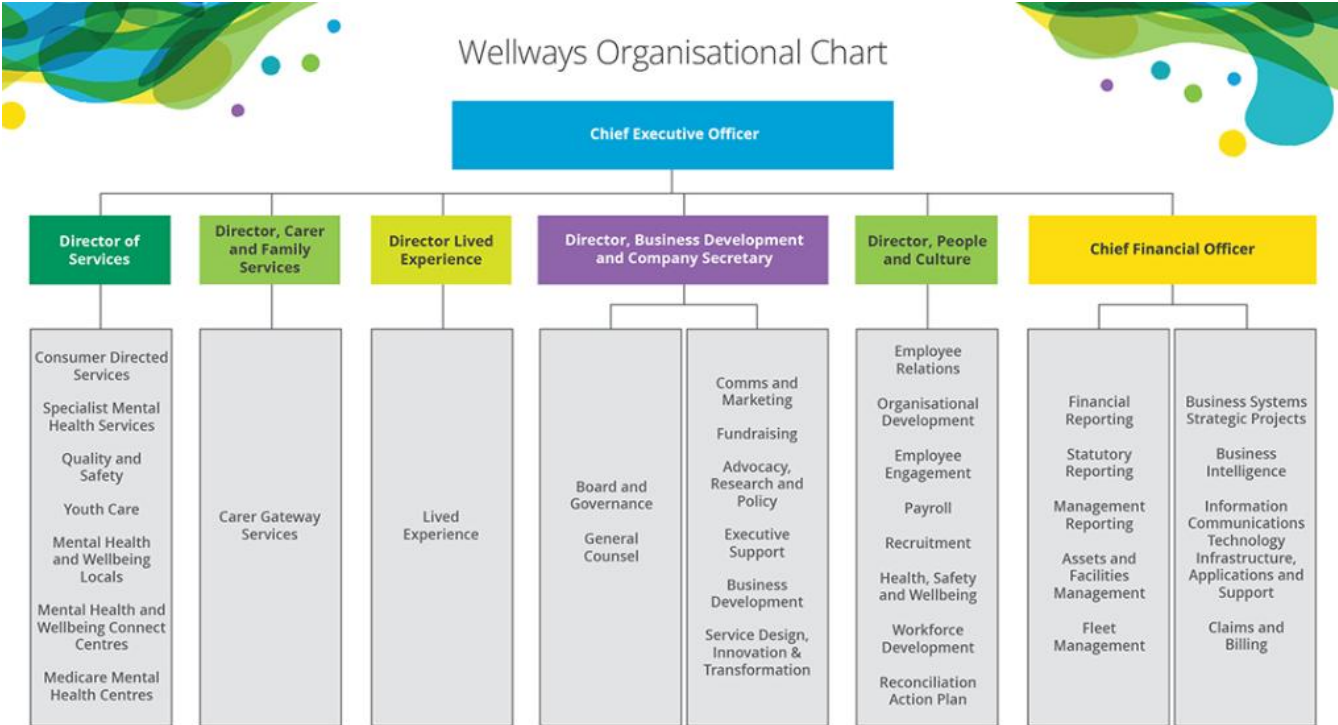 Wellways Organisational Chart
Chief Executive Officer
Director of
Services
Director, Carer
and Family
Services
Director Lived
Experience
Director, Business Development
and Company Secretary
Director, People
and Culture
Chief Financial Officer
Consumer Directed
Services
Specialist Mental
Health Services
Quality and
Safety
Youth Care
Mental Health
and Wellbeing
Locals
Mental Health and
Wellbeing Connect
Centres
Medicare Mental
Health Centres
Carer Gateway
Services
Lived
Experience
Board and
Governance
General
Counsel
Comms and
Marketing
Fundraising
Advocacy,
Research and
Policy
Executive
Support
Business
Development
Service Design,
Innovation &
Transformation
Employee
Relations
Organisational
Development
Employee
Engagement
Payroll
Recruitment
Health, Safety
and Wellbeing
Workforce
Development
Reconciliation
Action Plan
Financial
Reporting
Statutory
Reporting
Management
Reporting
Assets and
Facilities
Management
Fleet
Management
Business Systems
Strategic Projects
Business
Intelligence
Information
Communications
Technology
Infrastructure,
Applications and
Support
Claims and
Billing